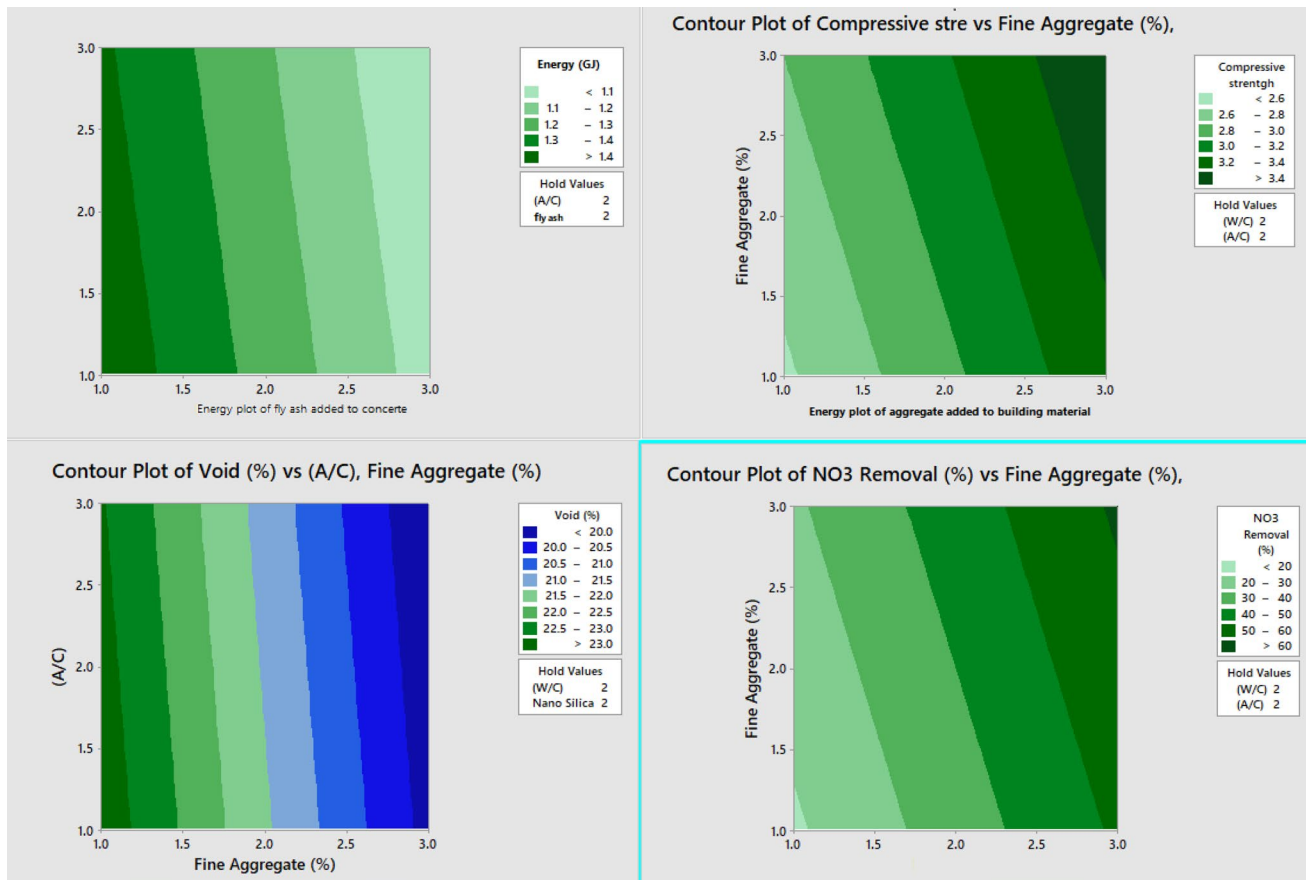 3.0
2.5
2.0
1.5
1.0
1.0 1.5 2.0 2.5 3.0
Energy plot of fly ash added to concerte
Energy (GJ)
< 1.1
1.1 – 1.2
1.2 – 1.3
1.3 – 1.4
> 1.4
Hold Values
(A/C) 2
fly ash 2
Contour Plot of Compressive stre vs Fine Aggregate (%),
Fine Aggregate (%)
3.0
2.5
2.0
1.5
1.0
1.0 1.5 2.0 2.5 3.0
Energy plot of aggregate added to building material
Compressive
strentgh
< 2.6
2.6 – 2.8
2.8 – 3.0
3.0 – 3.2
3.2 – 3.4
> 3.4
Hold Values
(W/C) 2
(A/C) 2
Contour Plot of Void (%) vs (A/C), Fine Aggregate (%)
(A/C)
3.0
2.5
2.0
1.5
1.0
1.0 1.5 2.0 2.5 3.0
Fine Aggregate (%)
Void (%)
< 20.0
20.0 – 20.5
20.5 – 21.0
21.0 – 21.5
21.5 – 22.0
22.0 – 22.5
22.5 – 23.0
> 23.0
Hold Values
(W/C) 2
Nano Silica 2
Contour Plot of NO3 Removal (%) vs Fine Aggregate (%),
Fine Aggregate (%)
3.0
2.5
2.0
1.5
1.0
1.0 1.5 2.0 2.5 3.0
NO3
Removal
(%)
< 20
20 – 30
30 – 40
40 – 50
50 – 60
> 60
Hold Values
(W/C) 2
(A/C) 2